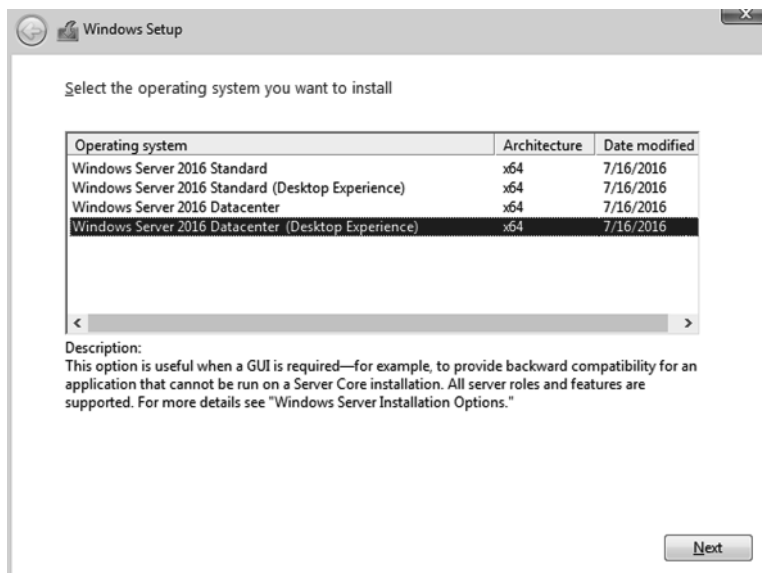 Windows Setup
Select the operating system you want to install
Operating system Architecture Date modified
Windows Server 2016 Standard x64 7/16/2016
Windows Server 2016 Standard (Desktop Experience) x64 7/16/2016
Windows Server 2016 Datacenter x64 7/16/2016
Windows Server 2016 Datacenter (Desktop Experience) x64 7/16/2016
Description:
This option is useful when a GUI is required—for example, to provide backward compatibility for an
application that cannot be run on a Server Core installation. All server roles and features are
supported. For more details see "Windows Server Installation Options."
Next